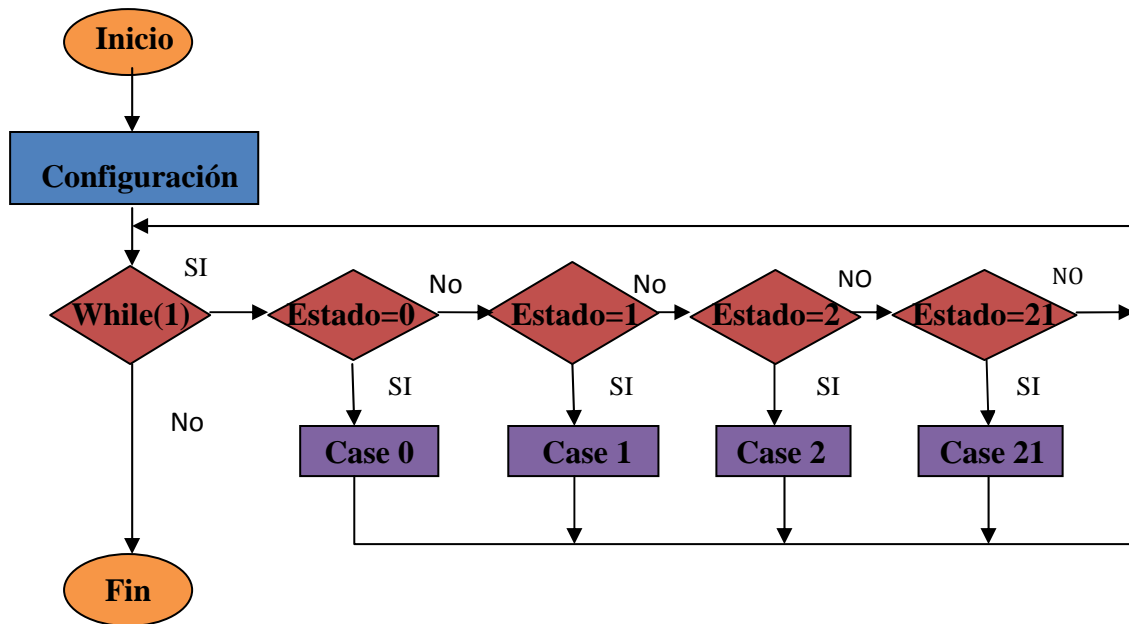 Inicio
Configuración
SI
No
No
NO
NO
While(1)
Estado=0
Estado=1
Estado=2
Estado=21
SI
SI
SI
SI
No
Case 0
Case 1
Case 2
Case 21
Fin